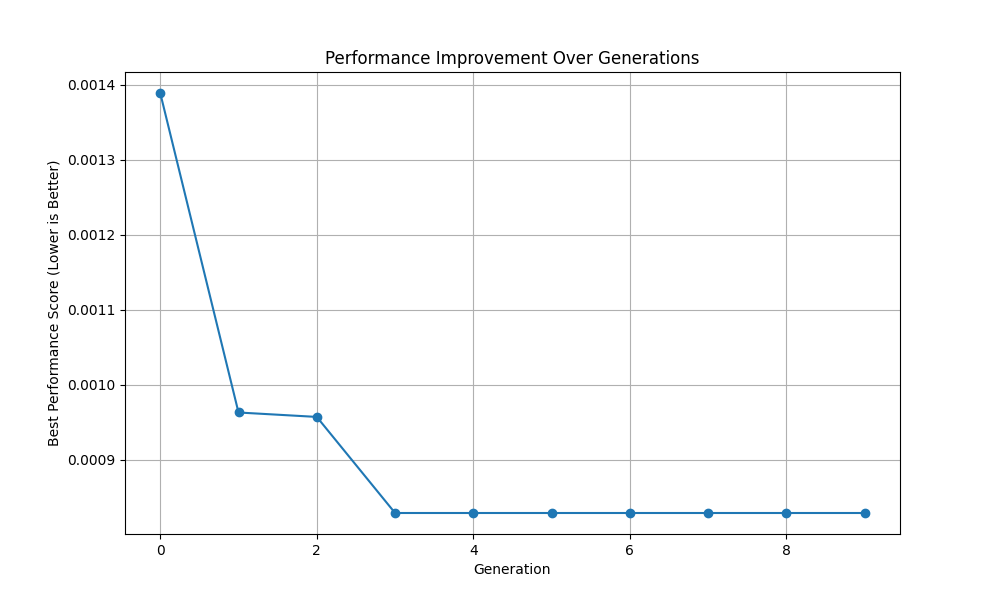 Performance Improvement Over Generations
Best Performance Score (Lower is Better)
0.0014
0.0013
0.0012
0.0011
0.0010
0.0009
0 2 4 6 8
Generation